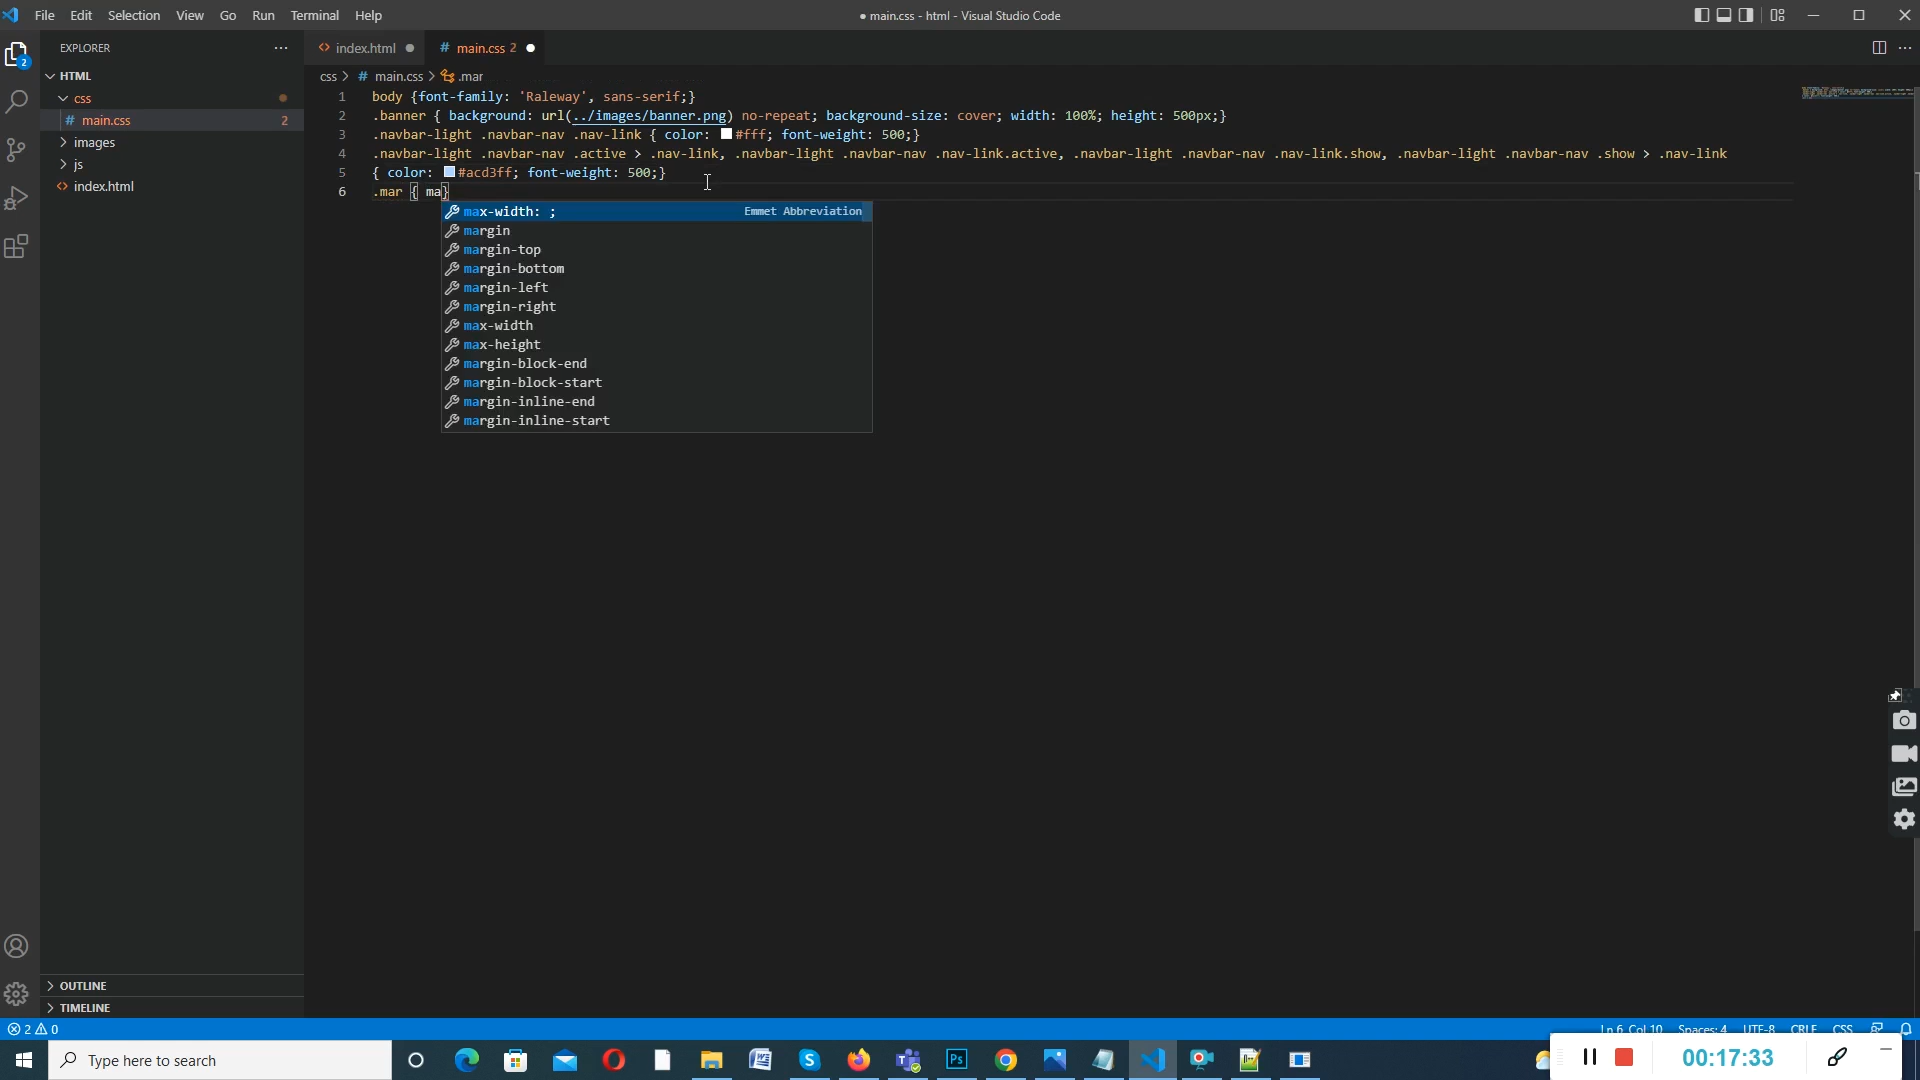 File Edit Selection View Go Run Terminal Help
● main.css - html - Visual Studio Code
EXPLORER
index.html
# main.css 2
2
HTML
css > # main.css > .mar
css
# main.css 2
images
js
index.html
1 body {font-family: 'Raleway', sans-serif;}
2 .banner { background: url(../images/banner.png) no-repeat; background-size: cover; width: 100%; height: 500px;}
3 .navbar-light .navbar-nav .nav-link { color: #fff; font-weight: 500;}
4 .navbar-light .navbar-nav .active > .nav-link, .navbar-light .navbar-nav .nav-link.active, .navbar-light .navbar-nav .nav-link.show, .navbar-light .navbar-nav .show > .nav-link
5 { color: #acd3ff; font-weight: 500;}
6 .mar { ma}
max-width: ; Emmet Abbreviation
margin
margin-top
margin-bottom
margin-left
margin-right
max-width
max-height
margin-block-end
margin-block-start
margin-inline-end
margin-inline-start
OUTLINE
TIMELINE
2 0
Ln 6, Col 10 Spaces: 4 UTF-8 CRLF CSS
Type here to search
00:17:33